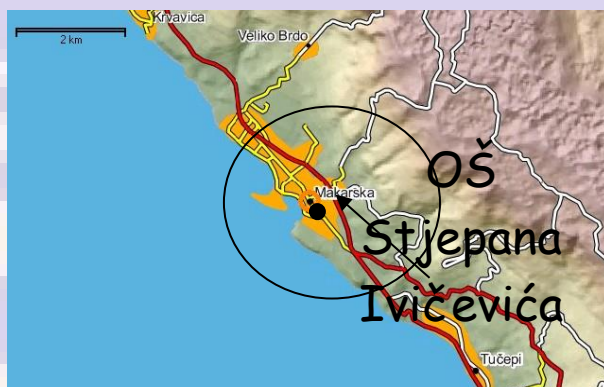 Krvavica
2 km
Veliko Brdo
Makarska
OŠ
Stjepana
Ivičevića
Tučepi